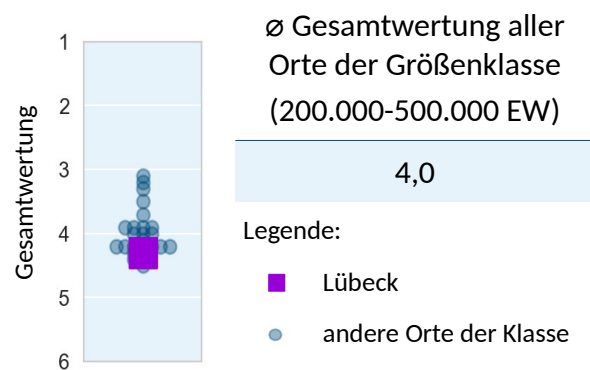 ø Gesamtwertung aller
Orte der Größenklasse
(200.000-500.000 EW)
4,0
Legende:
Lübeck
andere Orte der Klasse
Gesamtwertung
1
2
3
4
5
6